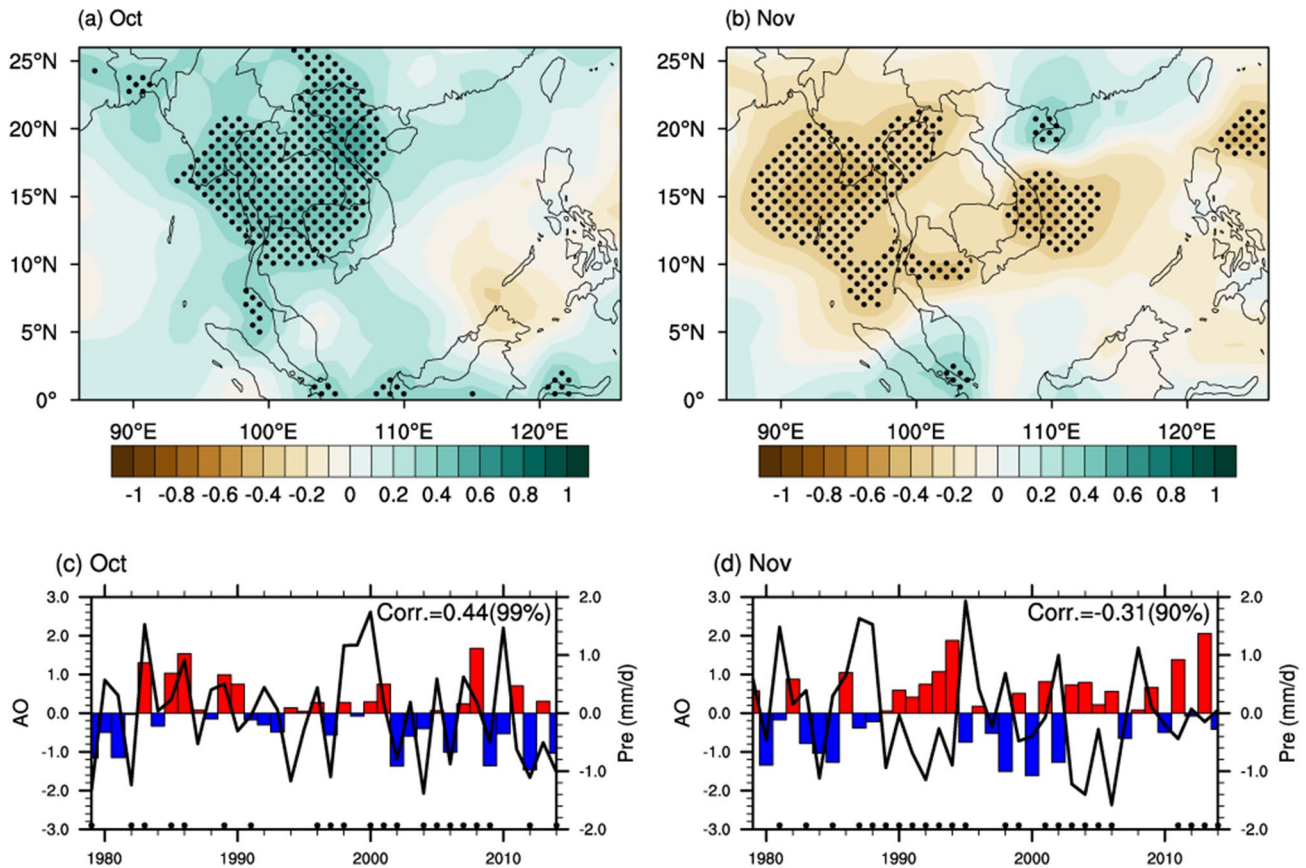 (a) Oct
(b) Nov
25°N
20°N
15°N
10°N
5°N
0°
90°E 100°E 110°E 120°E
-1 -0.8 -0.6 -0.4 -0.2 0 0.2 0.4 0.6 0.8 1
25°N
20°N
15°N
10°N
5°N
0°
90°E 100°E 110°E 120°E
-1 -0.8 -0.6 -0.4 -0.2 0 0.2 0.4 0.6 0.8 1
(c) Oct
Corr.=0.44(99%)
AO
3.0
2.0
1.0
0.0
-1.0
-2.0
-3.0
2.0
1.0
0.0
-1.0
-2.0
Pre (mm/d)
1980 1990 2000 2010
(d) Nov
Corr.=-0.31(90%)
AO
3.0
2.0
1.0
0.0
-1.0
-2.0
-3.0
2.0
1.0
0.0
-1.0
-2.0
Pre (mm/d)
1980 1990 2000 2010